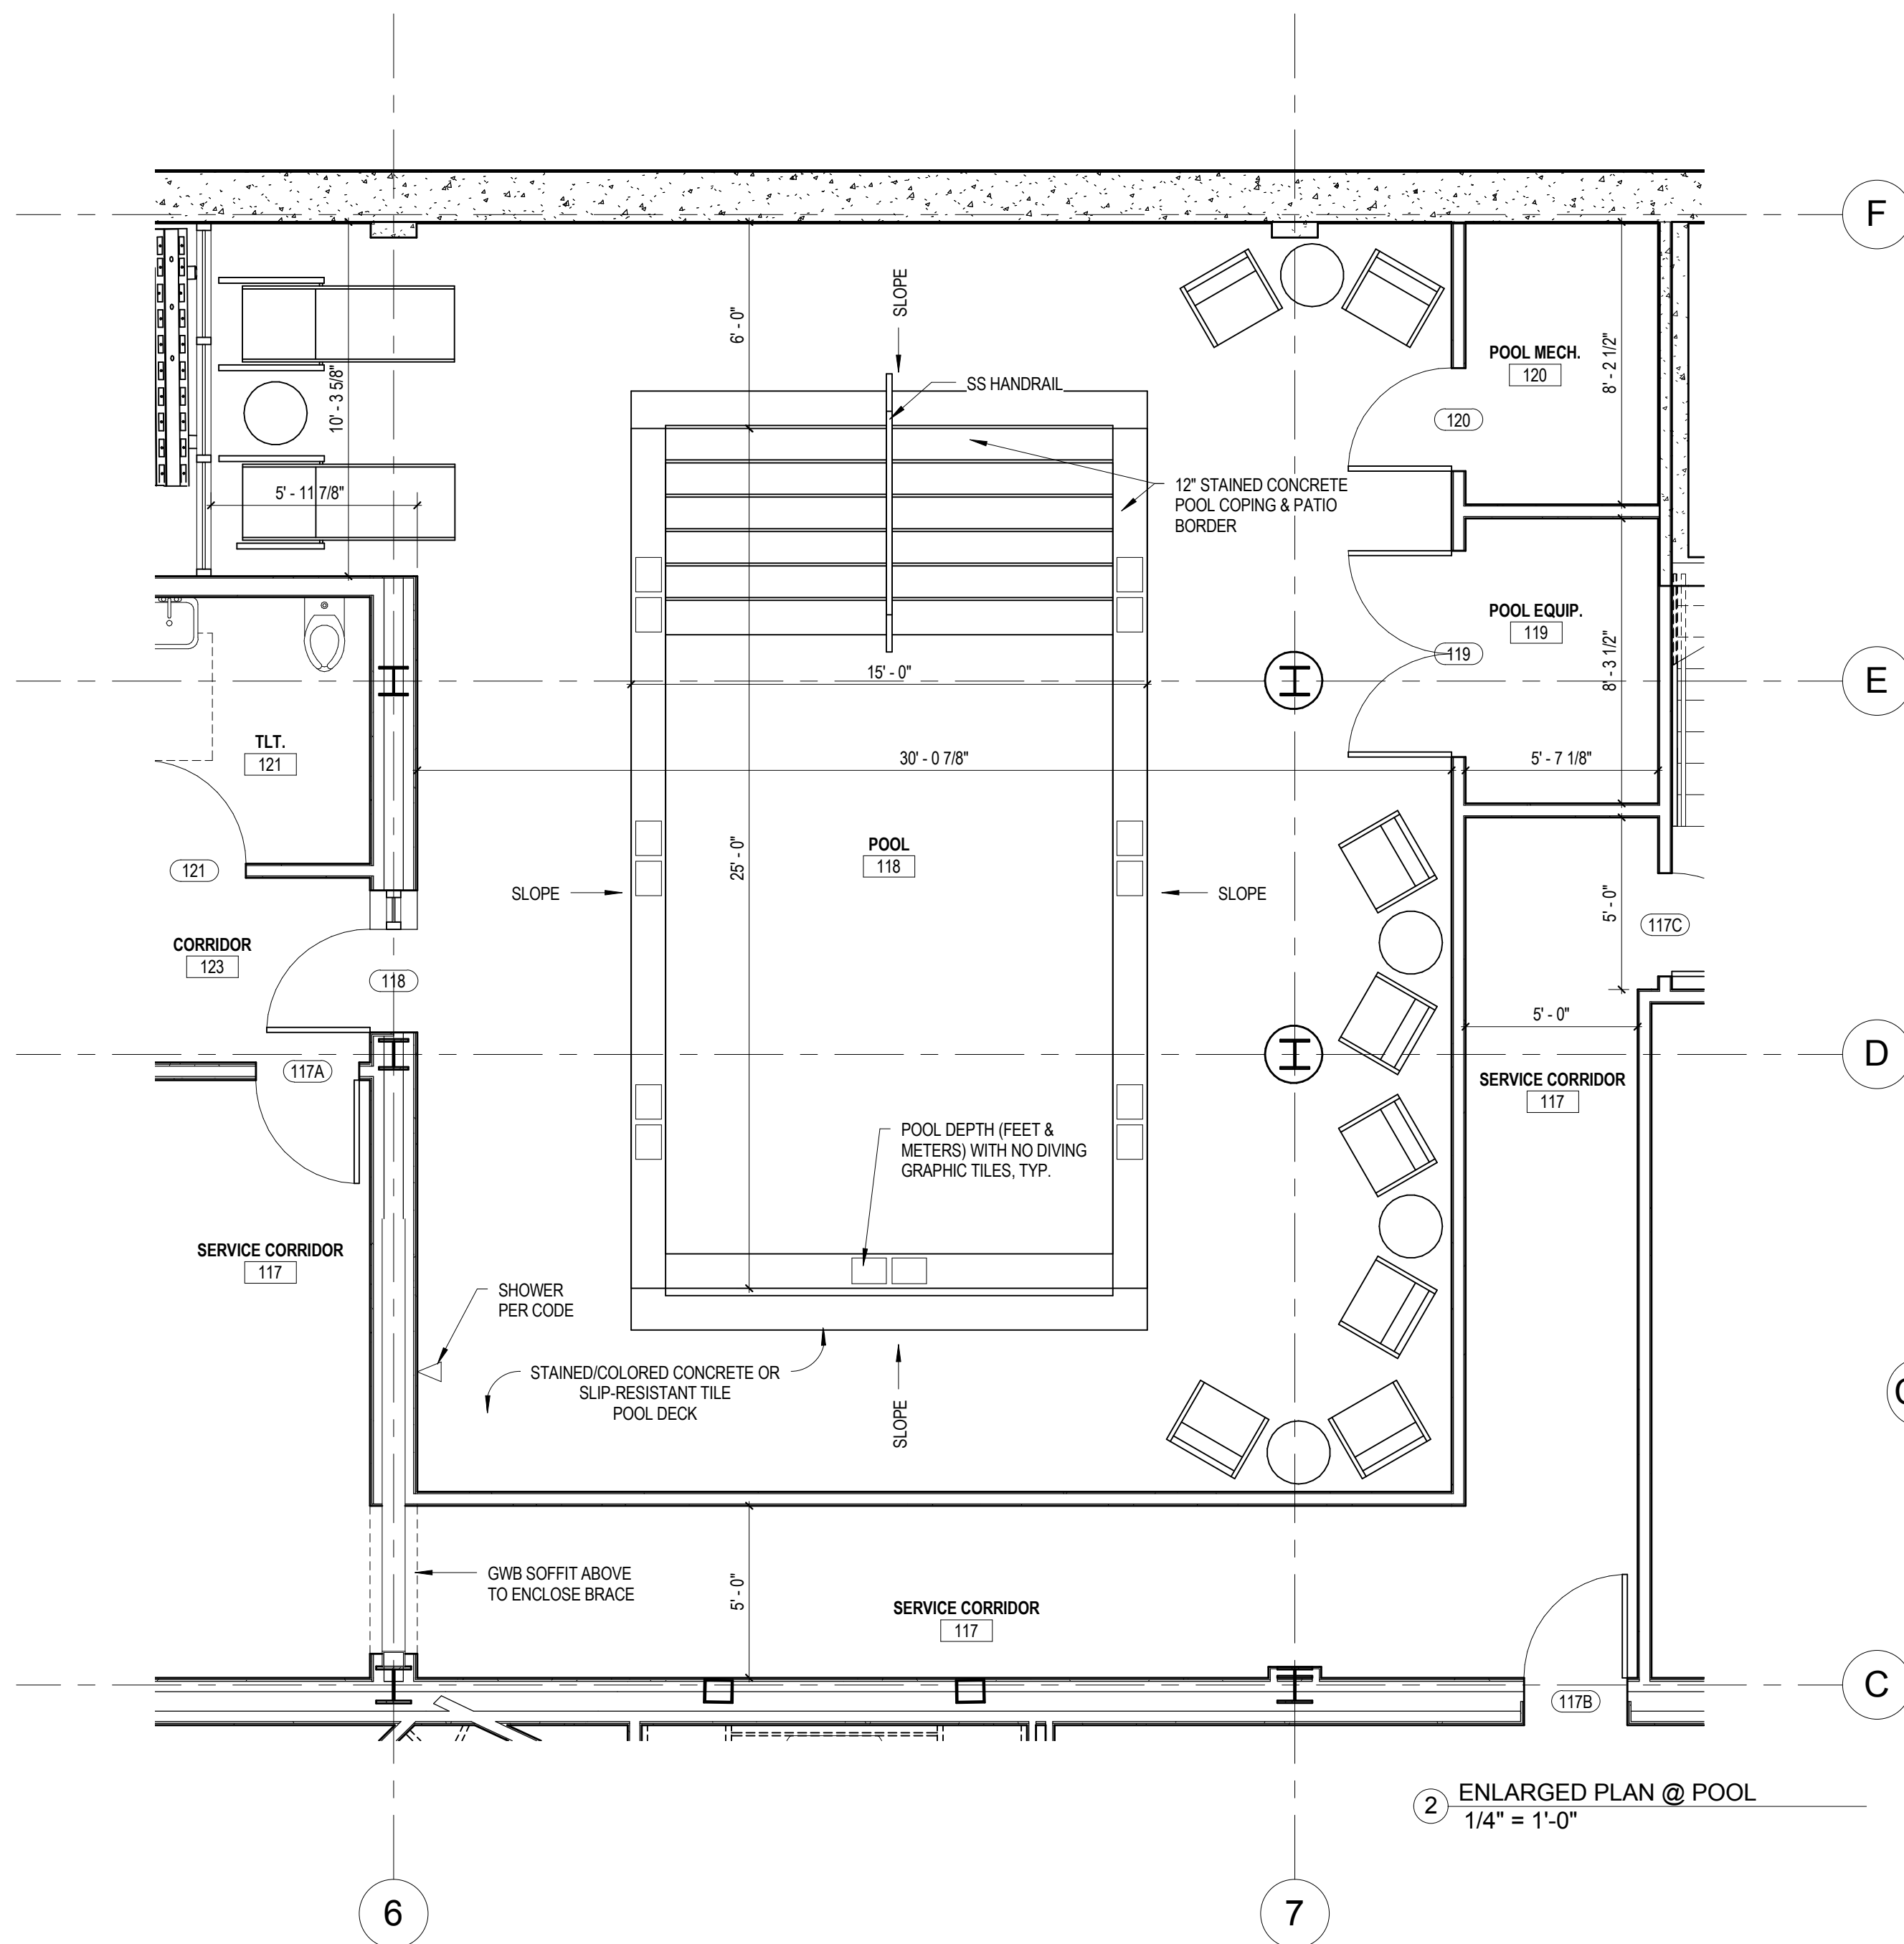 F
SLOPE
6' - 0"
SS HANDRAIL
POOL MECH.
120
8' - 2 1/2"
10' - 3 5/8"
120
12" STAINED CONCRETE
POOL COPING & PATIO
BORDER
5' - 11 7/8"
POOL EQUIP.
119
119
8' - 3 1/2"
15' - 0"
E
TLT.
121
30' - 0 7/8"
5' - 7 1/8"
POOL
118
25' - 0"
121
SLOPE
SLOPE
5' - 0"
117C
CORRIDOR
123
118
5' - 0"
D
117A
SERVICE CORRIDOR
117
POOL DEPTH (FEET &
METERS) WITH NO DIVING
GRAPHIC TILES, TYP.
SERVICE CORRIDOR
117
SHOWER
PER CODE
STAINED/COLORED CONCRETE OR
SLIP-RESISTANT TILE
POOL DECK
SLOPE
GWB SOFFIT ABOVE
TO ENCLOSE BRACE
5' - 0"
SERVICE CORRIDOR
117
C
117B
2
ENLARGED PLAN @ POOL
1/4" = 1'-0"
6
7